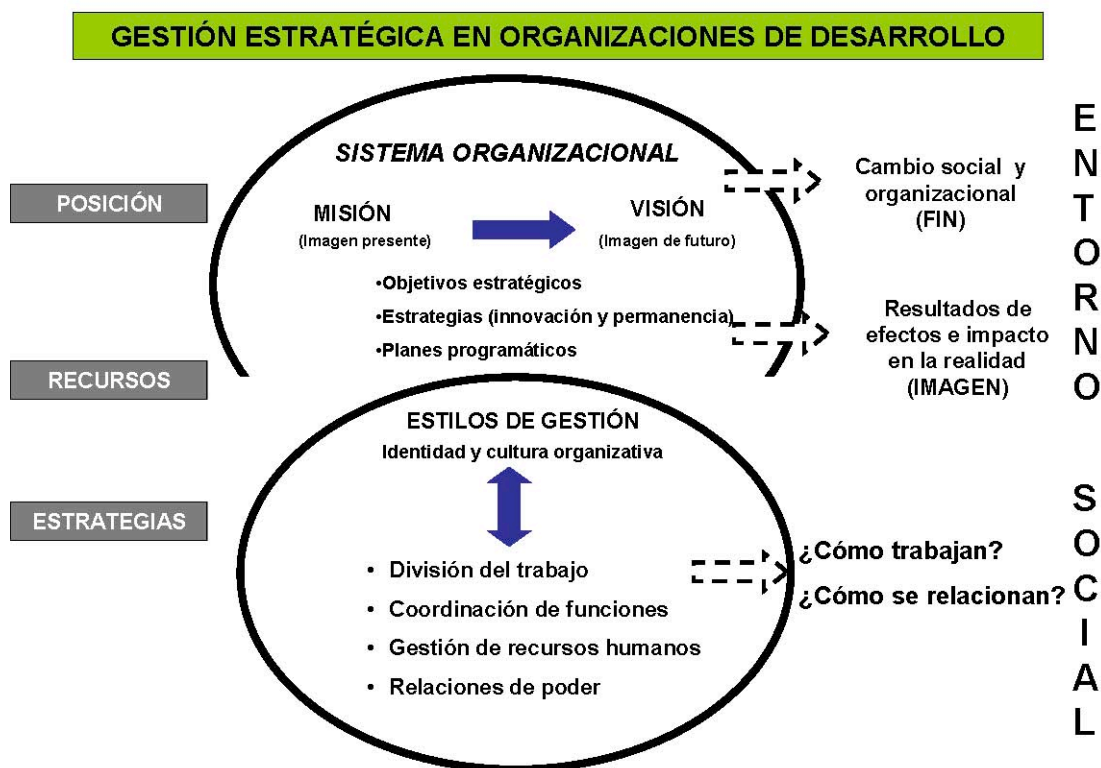 GESTIÓN ESTRATÉGICA EN ORGANIZACIONES DE DESARROLLO
POSICIÓN
RECURSOS
ESTRATEGIAS
SISTEMA ORGANIZACIONAL
MISIÓN
(Imagen presente)
VISIÓN
(Imagen de futuro)
•Objetivos estratégicos
•Estrategias (innovación y permanencia)
•Planes programáticos
Cambio social y
organizacional
(FIN)
Resultados de
efectos e impacto
en la realidad
(IMAGEN)
ESTILOS DE GESTIÓN
Identidad y cultura organizativa
• División del trabajo
• Coordinación de funciones
• Gestión de recursos humanos
• Relaciones de poder
¿Cómo trabajan?
¿Cómo se relacionan?
ENTORNO SOCIAL